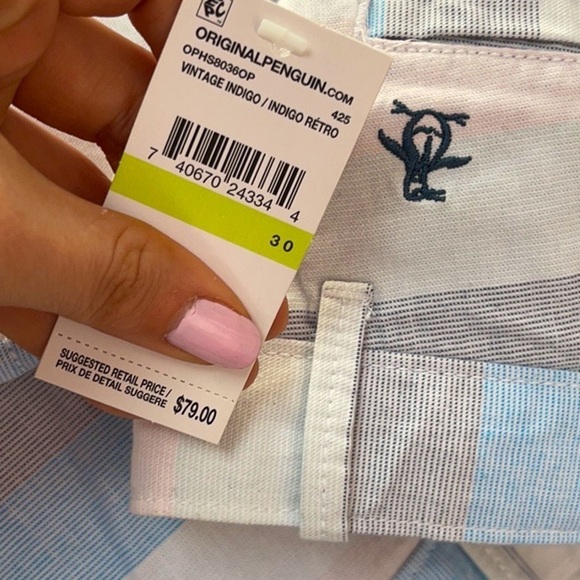 ORIGINALPENGUIN.COM
OPHS8036OP
425
VINTAGE INDIGO / INDIGO RÉTRO
7 40670 24334 4
30
SUGGESTED RETAIL PRICE/
PRIX DE DETAIL SUGGERE
$79.00